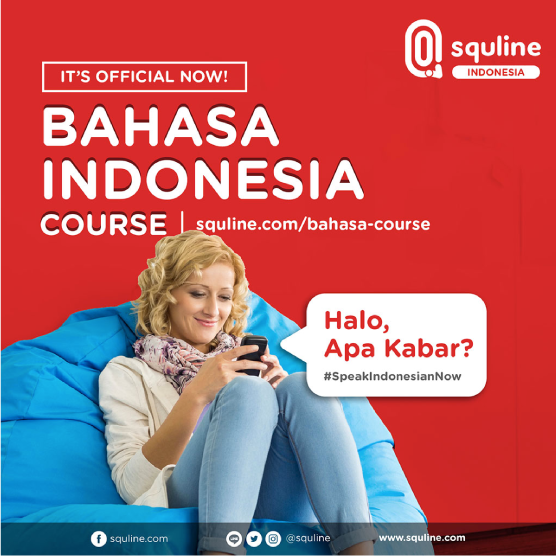 squline
INDONESIA
IT'S OFFICIAL NOW!
BAHASA
INDONESIA
COURSE | squline.com/bahasa-course
Halo,
Apa Kabar?
#SpeakIndonesianNow
squline.com @squline www.squline.com